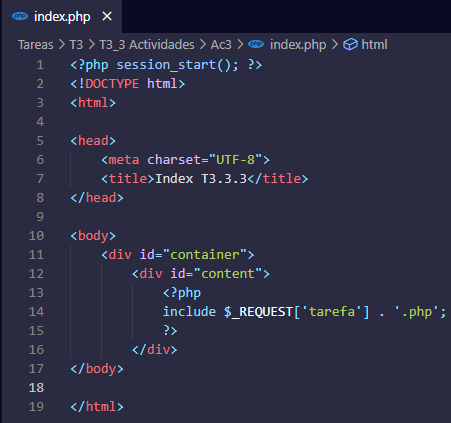 index.php
Tareas > T3 > T3_3 Actividades > Ac3 > index.php > html
1 <?php session_start(); ?>
2 <!DOCTYPE html>
3 <html>
4
5 <head>
6     <meta charset="UTF-8">
7     <title>Index T3.3.3</title>
8 </head>
9
10 <body>
11     <div id="container">
12         <div id="content">
13             <?php
14             include $_REQUEST['tarefa'] . '.php';
15             ?>
16         </div>
17 </body>
18
19 </html>